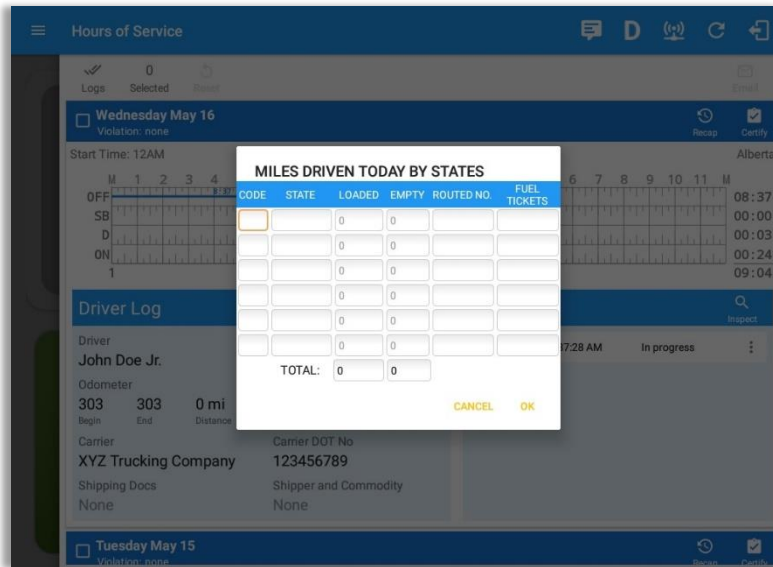 Hours of Service
D
0
Logs Selected Reset Email
Wednesday May 16
Violation: none
Recap Certify
Start Time: 12AM Alberta
MILES DRIVEN TODAY BY STATES
M 1 2 3 4 6 7 8 9 10 11 M
CODE STATE LOADED EMPTY ROUTED NO. FUEL TICKETS
OFF 08:37
SB 00:00
D 00:03
ON 00:24
1 09:04
0 0
0 0
0 0
0 0
0 0
0 0
TOTAL: 0 0
CANCEL OK
Driver Log
Inspect
Driver
John Doe Jr.
7:28 AM In progress
Odometer
303 303 0 mi
Begin End Distance
Carrier Carrier DOT No
XYZ Trucking Company 123456789
Shipping Docs Shipper and Commodity
None None
Tuesday May 15
Violation: none
Recap Certify